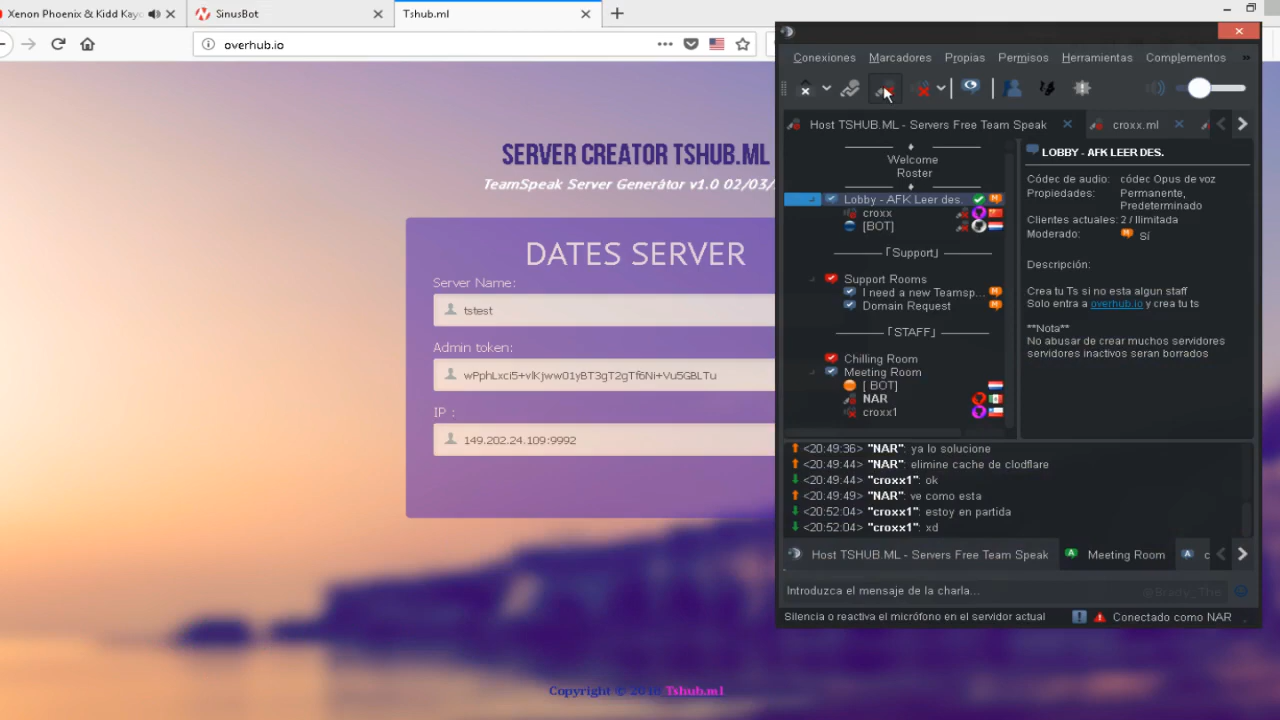 Xenon Phoenix & Kidd Kayo
SinusBot
Tshub.ml
overhub.io
SERVER CREATOR TSHUB.ML
TeamSpeak Server Generátor v1.0 02/03/
DATES SERVER
Server Name:
tstest
Admin token:
wPphLxci5+vlKjww01yBT3gT2gTf6Ni+Vu5GBLTu
IP :
149.202.24.109:9992
Copyright © 2018 Tshub.ml
Conexiones Marcadores Propias Permisos Herramientas Complementos »
Host TSHUB.ML - Servers Free Team Speak
croxx.ml
Welcome
Roster
Lobby - AFK Leer des.
croxx
[BOT]
「Support」
Support Rooms
I need a new Teamsp...
Domain Request
「STAFF」
Chilling Room
Meeting Room
[ BOT]
NAR
croxx1
LOBBY - AFK LEER DES.
Códec de audio: códec Opus de voz
Propiedades: Permanente,
Predeterminado
Clientes actuales: 2 / Ilimitada
Moderado: Sí
Descripción:
Crea tu Ts si no esta algun staff
Solo entra a overhub.io y crea tu ts
**Nota**
No abusar de crear muchos servidores
servidores inactivos seran borrados
<20:49:36> "NAR": ya lo solucione
<20:49:44> "NAR": elimine cache de clodflare
<20:49:44> "croxx1": ok
<20:49:49> "NAR": ve como esta
<20:52:04> "croxx1": estoy en partida
<20:52:04> "croxx1": xd
Host TSHUB.ML - Servers Free Team Speak
Meeting Room
c
Introduzca el mensaje de la charla...
Silencia o reactiva el micrófono en el servidor actual
Conectado como NAR